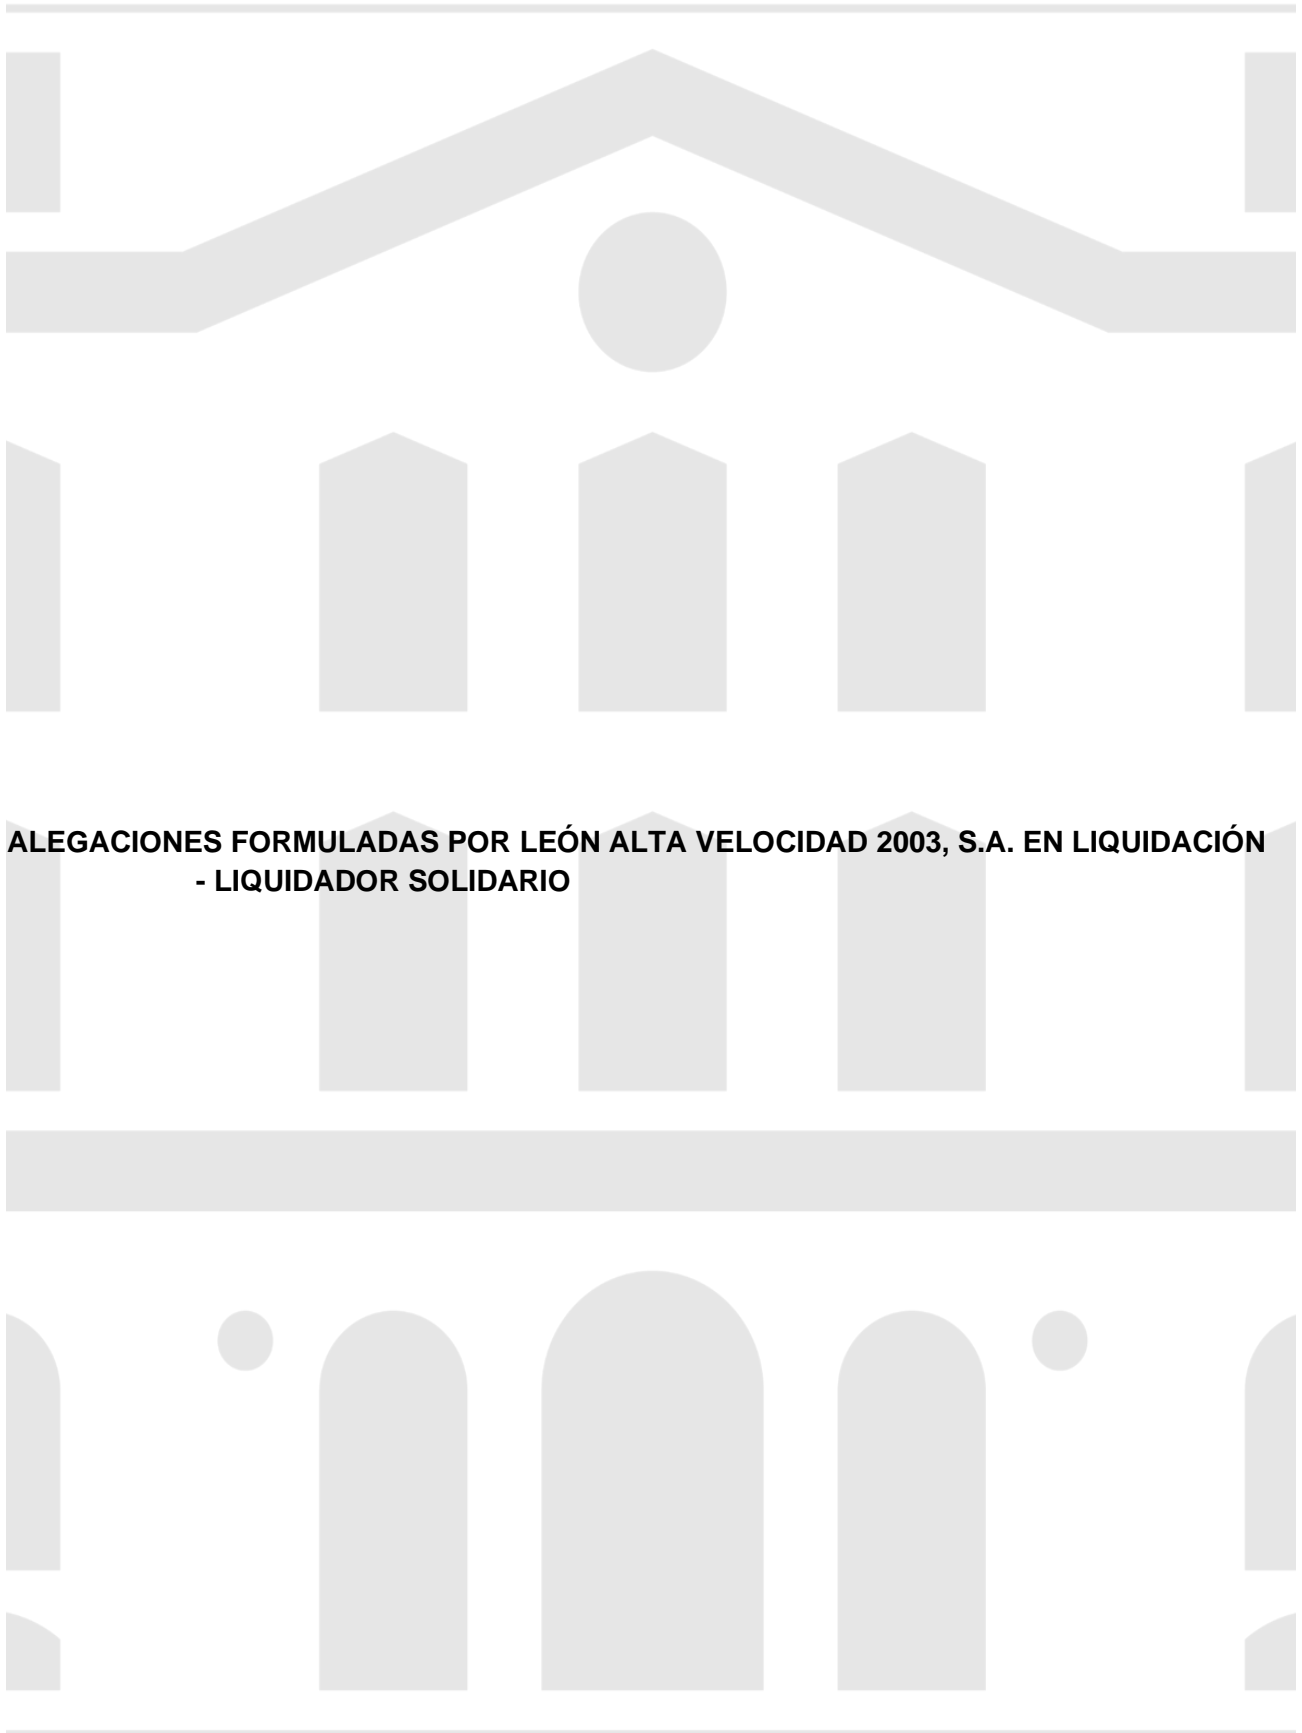 ALEGACIONES FORMULADAS POR LEÓN ALTA VELOCIDAD 2003, S.A. EN LIQUIDACIÓN
- LIQUIDADOR SOLIDARIO